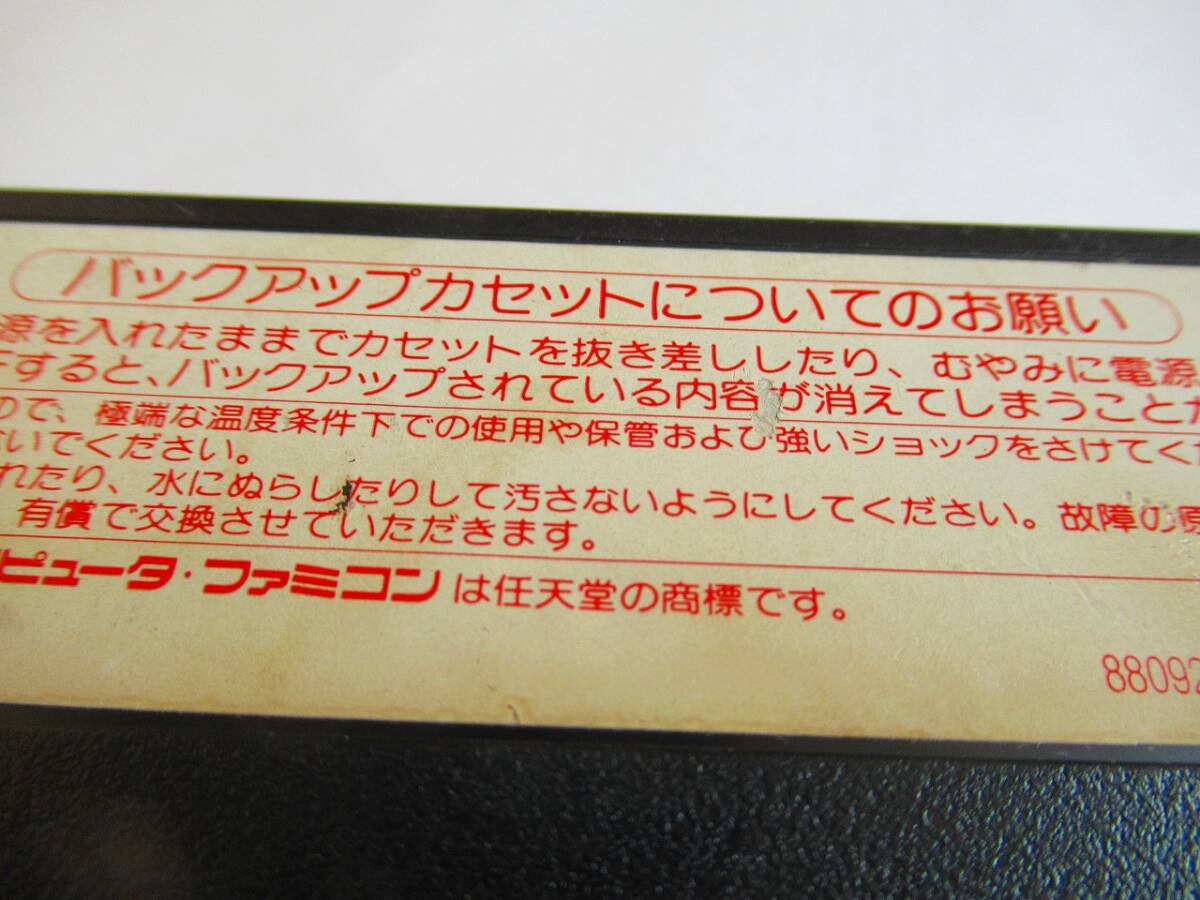 バックアップカセットについてのお願い
源を入れたままでカセットを抜き差ししたり、むやみに電源
すると、バックアップされている内容が消えてしまうことが
ので、極端な温度条件下での使用や保管および強いショックをさけてくだ
ないでください。
れたり、水にぬらしたりして汚さないようにしてください。故障の原
有償で交換させていただきます。
ピュータ・ファミコンは任天堂の商標です。
88092